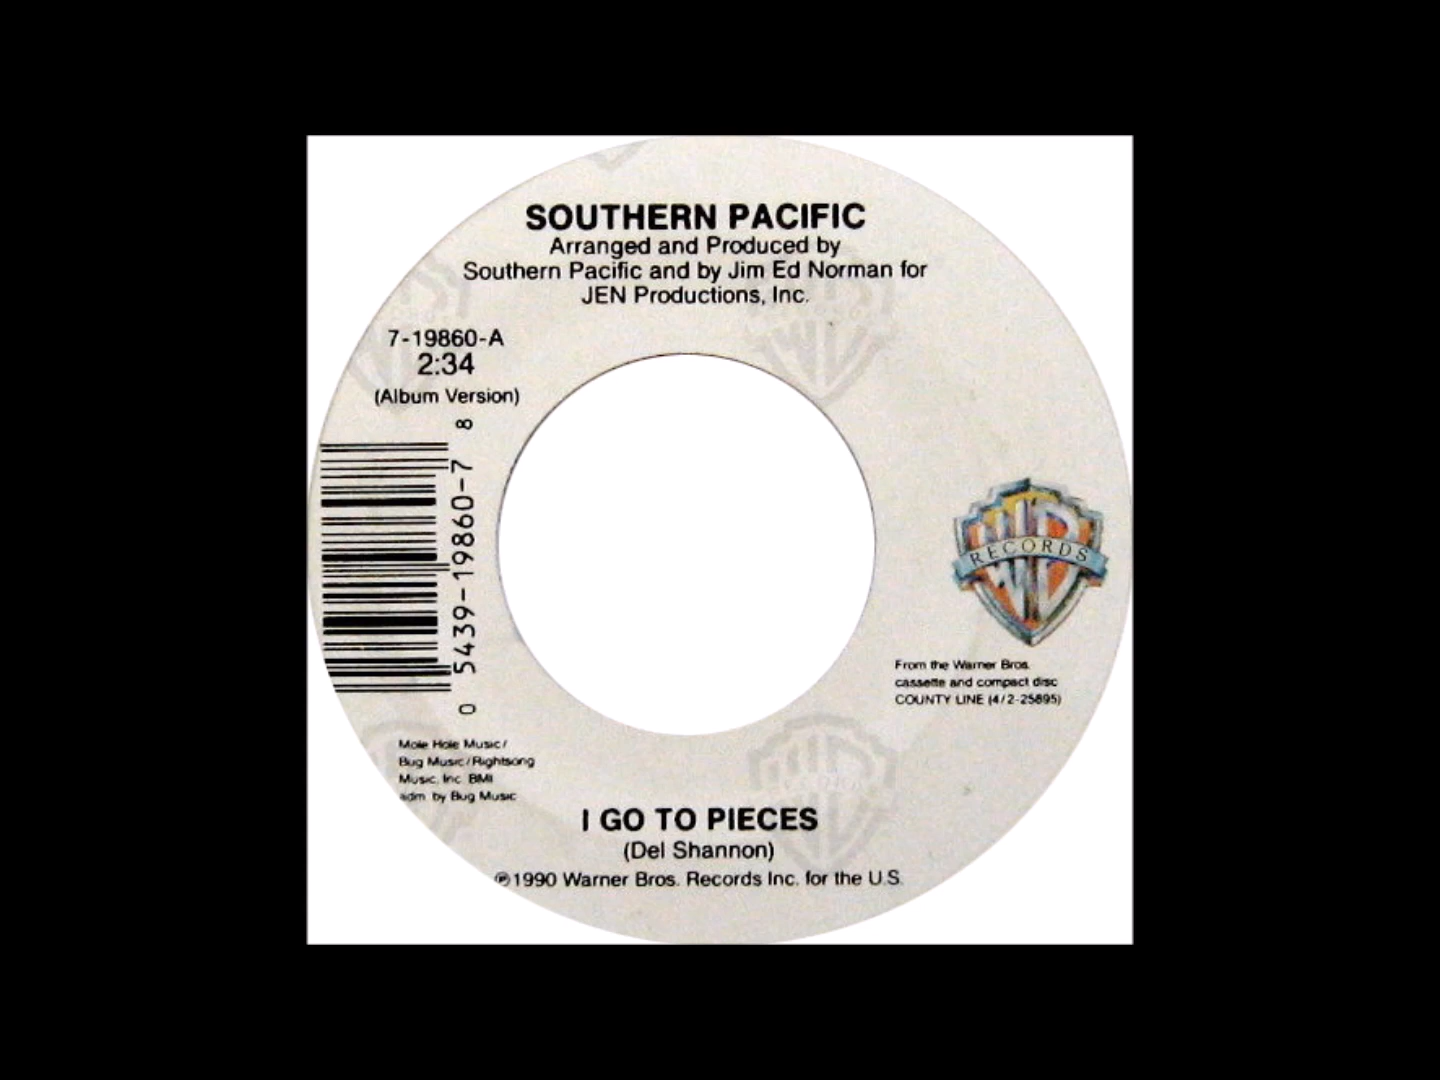 SOUTHERN PACIFIC
Arranged and Produced by
Southern Pacific and by Jim Ed Norman for
JEN Productions, Inc.
7-19860-A
2:34
(Album Version)
0 5439-19860-7 8
RECORDS
From the Warner Bros.
cassette and compact disc
COUNTY LINE (4/2-25895)
Mole Hole Music/
Bug Music/Rightsong
Music, Inc. BMI
adm. by Bug Music
I GO TO PIECES
(Del Shannon)
℗1990 Warner Bros. Records Inc. for the U.S.